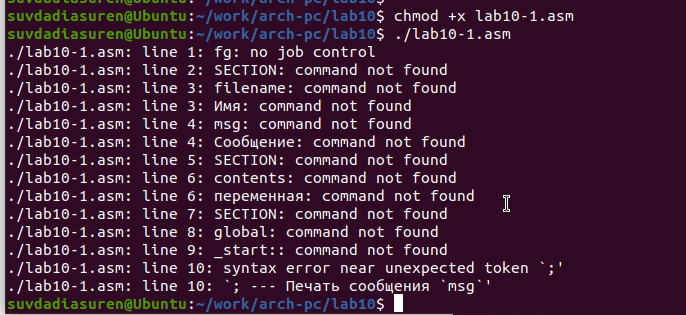 suvdadiasuren@Ubuntu:~/work/arch-pc/lab10$ chmod +x lab10-1.asm
suvdadiasuren@Ubuntu:~/work/arch-pc/lab10$ ./lab10-1.asm
./lab10-1.asm: line 1: fg: no job control
./lab10-1.asm: line 2: SECTION: command not found
./lab10-1.asm: line 3: filename: command not found
./lab10-1.asm: line 3: Имя: command not found
./lab10-1.asm: line 4: msg: command not found
./lab10-1.asm: line 4: Сообщение: command not found
./lab10-1.asm: line 5: SECTION: command not found
./lab10-1.asm: line 6: contents: command not found
./lab10-1.asm: line 6: переменная: command not found
./lab10-1.asm: line 7: SECTION: command not found
./lab10-1.asm: line 8: global: command not found
./lab10-1.asm: line 9: _start:: command not found
./lab10-1.asm: line 10: syntax error near unexpected token `;'
./lab10-1.asm: line 10: `; --- Печать сообщения `msg`'
suvdadiasuren@Ubuntu:~/work/arch-pc/lab10$